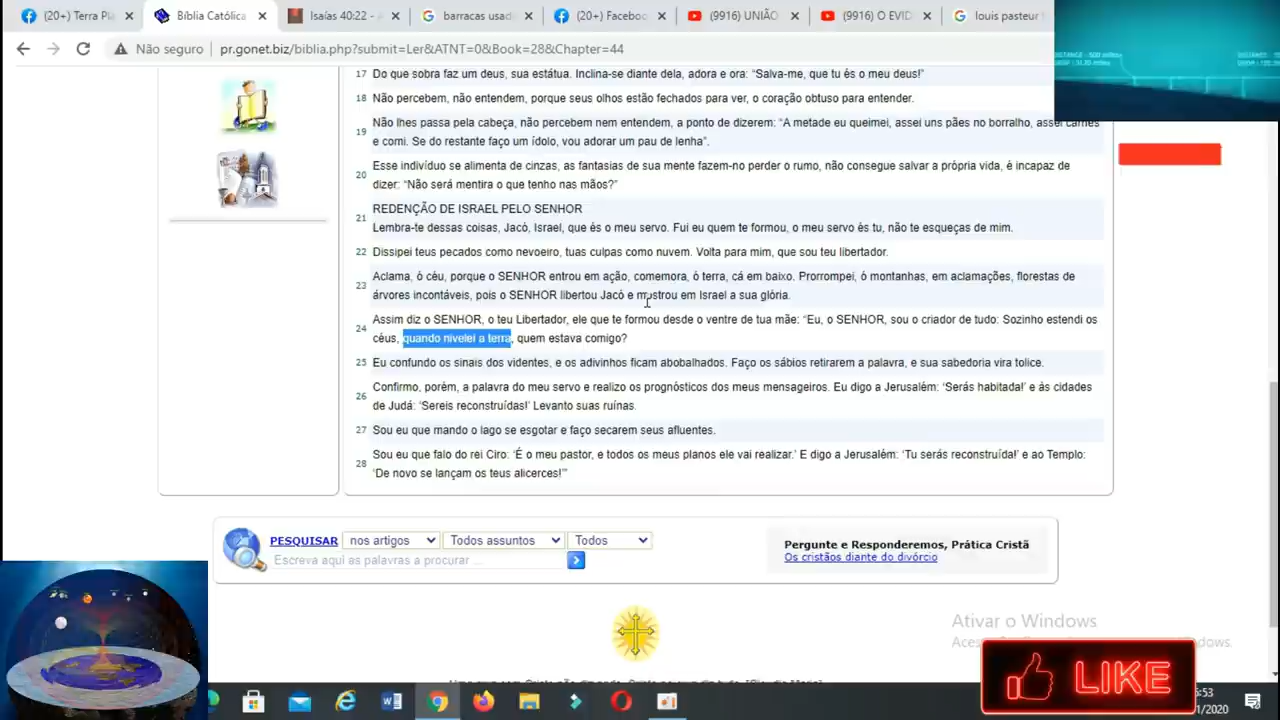 (20+) Terra Pla
Bíblia Católica
Isaías 40:22 -
barracas usad
(20+) Facebo
(9916) UNIÃO
(9916) O EVID
louis pasteur
Não seguro pr.gonet.biz/biblia.php?submit=Ler&ATNT=0&Book=28&Chapter=44
17 Do que sobra faz um deus, sua estátua. Inclina-se diante dela, adora e ora: “Salva-me, que tu és o meu deus!”
18 Não percebem, não entendem, porque seus olhos estão fechados para ver, o coração obtuso para entender.
19 Não lhes passa pela cabeça, não percebem nem entendem, a ponto de dizerem: “A metade eu queimei, assei uns pães no borralho, assei carnes
e comi. Se do restante faço um ídolo, vou adorar um pau de lenha”.
20 Esse indivíduo se alimenta de cinzas, as fantasias de sua mente fazem-no perder o rumo, não consegue salvar a própria vida, é incapaz de
dizer: “Não será mentira o que tenho nas mãos?”
REDENÇÃO DE ISRAEL PELO SENHOR
21 Lembra-te dessas coisas, Jacó, Israel, que és o meu servo. Fui eu quem te formou, o meu servo és tu, não te esqueças de mim.
22 Dissipei teus pecados como nevoeiro, tuas culpas como nuvem. Volta para mim, que sou teu libertador.
23 Aclama, ó céu, porque o SENHOR entrou em ação, comemora, ó terra, cá em baixo. Prorrompei, ó montanhas, em aclamações, florestas de
árvores incontáveis, pois o SENHOR libertou Jacó e mostrou em Israel a sua glória.
24 Assim diz o SENHOR, o teu Libertador, ele que te formou desde o ventre de tua mãe: “Eu, o SENHOR, sou o criador de tudo: Sozinho estendi os
céus, quando nivelei a terra, quem estava comigo?
25 Eu confundo os sinais dos videntes, e os adivinhos ficam abobalhados. Faço os sábios retirarem a palavra, e sua sabedoria vira tolice.
26 Confirmo, porém, a palavra do meu servo e realizo os prognósticos dos meus mensageiros. Eu digo a Jerusalém: ‘Serás habitada!’ e às cidades
de Judá: ‘Sereis reconstruídas!’ Levanto suas ruínas.
27 Sou eu que mando o lago se esgotar e faço secarem seus afluentes.
28 Sou eu que falo do rei Ciro: ‘É o meu pastor, e todos os meus planos ele vai realizar.’ E digo a Jerusalém: ‘Tu serás reconstruída!’ e ao Templo:
‘De novo se lançam os teus alicerces!’”
PESQUISAR nos artigos Todos assuntos Todos
Escreva aqui as palavras a procurar ...
Pergunte e Responderemos, Prática Cristã
Os cristãos diante do divórcio
Ativar o Windows
LIKE